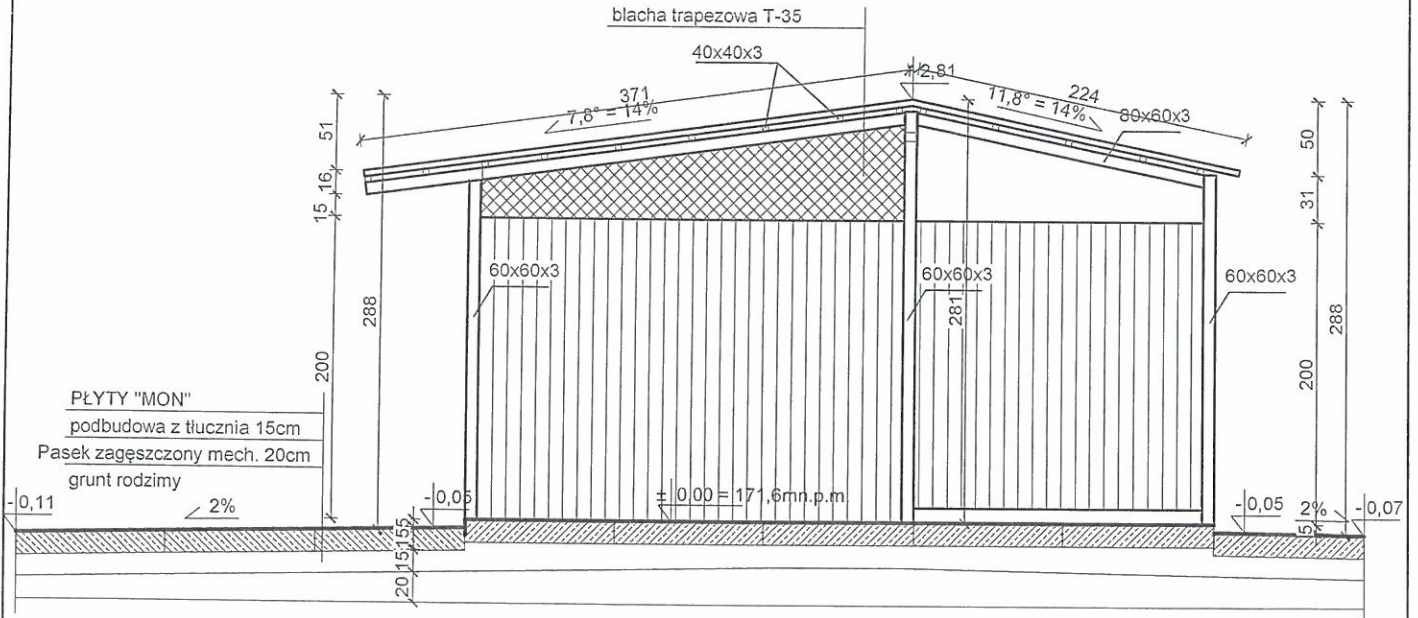 blacha trapezowa T-35
40x40x3
2,81
371
7,8° = 14%
224
11,8° = 14%
80x60x3
51
16
15
200
288
50
31
200
288
60x60x3
60x60x3
281
60x60x3
PŁYTY "MON"
podbudowa z tłucznia 15cm
Pasek zagęszczony mech. 20cm
grunt rodzimy
-0,11
2%
-0,05
± 0,00 = 171,6mn.p.m
-0,05
2%
-0,07
5
15
15
20
5